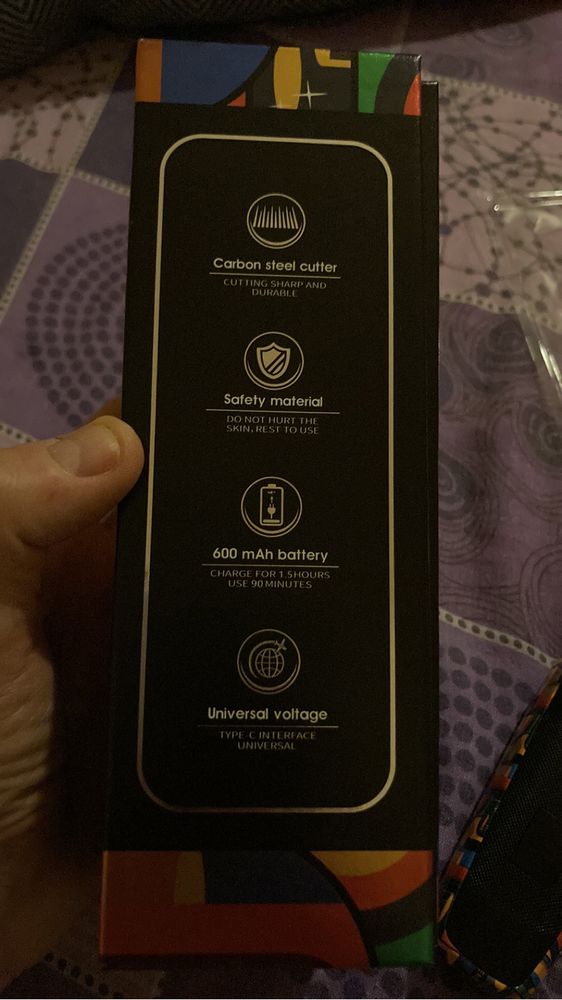 Carbon steel cutter
CUTTING SHARP AND
DURABLE
Safety material
DO NOT HURT THE
SKIN, REST TO USE
600 mAh battery
CHARGE FOR 1.5HOURS
USE 90 MINUTES
Universal voltage
TYPE-C INTERFACE
UNIVERSAL